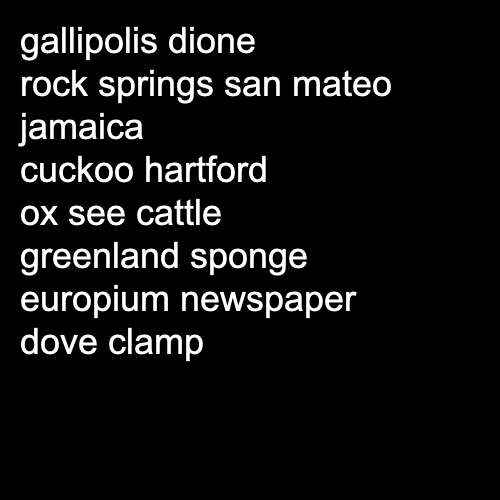 gallipolis dione
rock springs san mateo
jamaica
cuckoo hartford
ox see cattle
greenland sponge
europium newspaper
dove clamp